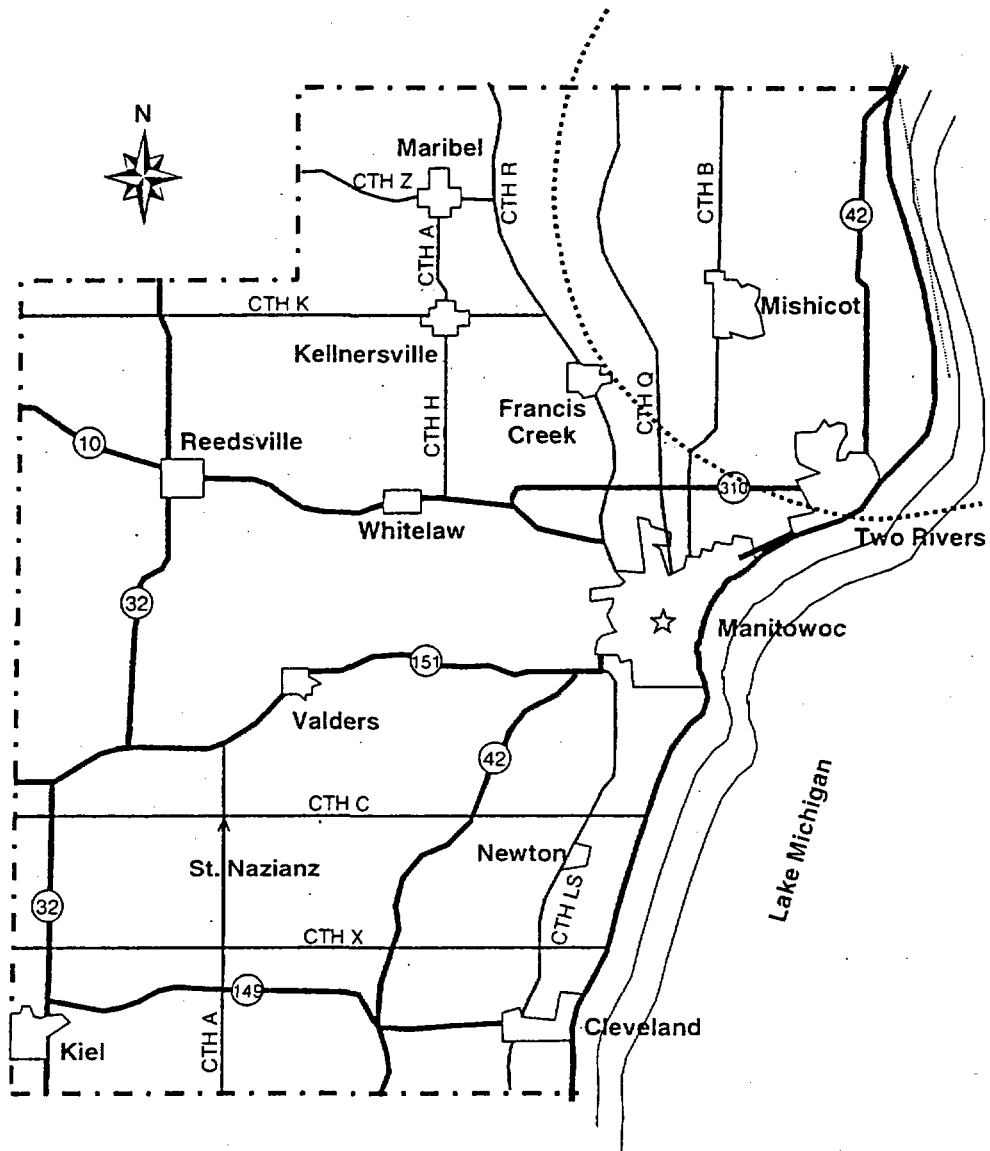 N
Maribel
CTH Z
CTH R
CTH B
42
CTH A
CTH K
Mishicot
Kellnersville
CTH H
CTH Q
Francis
Creek
10
Reedsville
310
Whitelaw
Two Rivers
32
Manitowoc
151
Valders
42
CTH C
Lake Michigan
St. Nazianz
Newton
CTH LS
32
CTH X
149
CTH A
Cleveland
Kiel